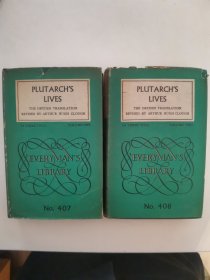 PLUTARCH'S
LIVES
THE DRYDEN TRANSLATION
REVISED BY ARTHUR HUGH CLOUGH
EVERYMAN'S
LIBRARY
No. 407
PLUTARCH'S
LIVES
THE DRYDEN TRANSLATION
REVISED BY ARTHUR HUGH CLOUGH
EVERYMAN'S
LIBRARY
No. 408